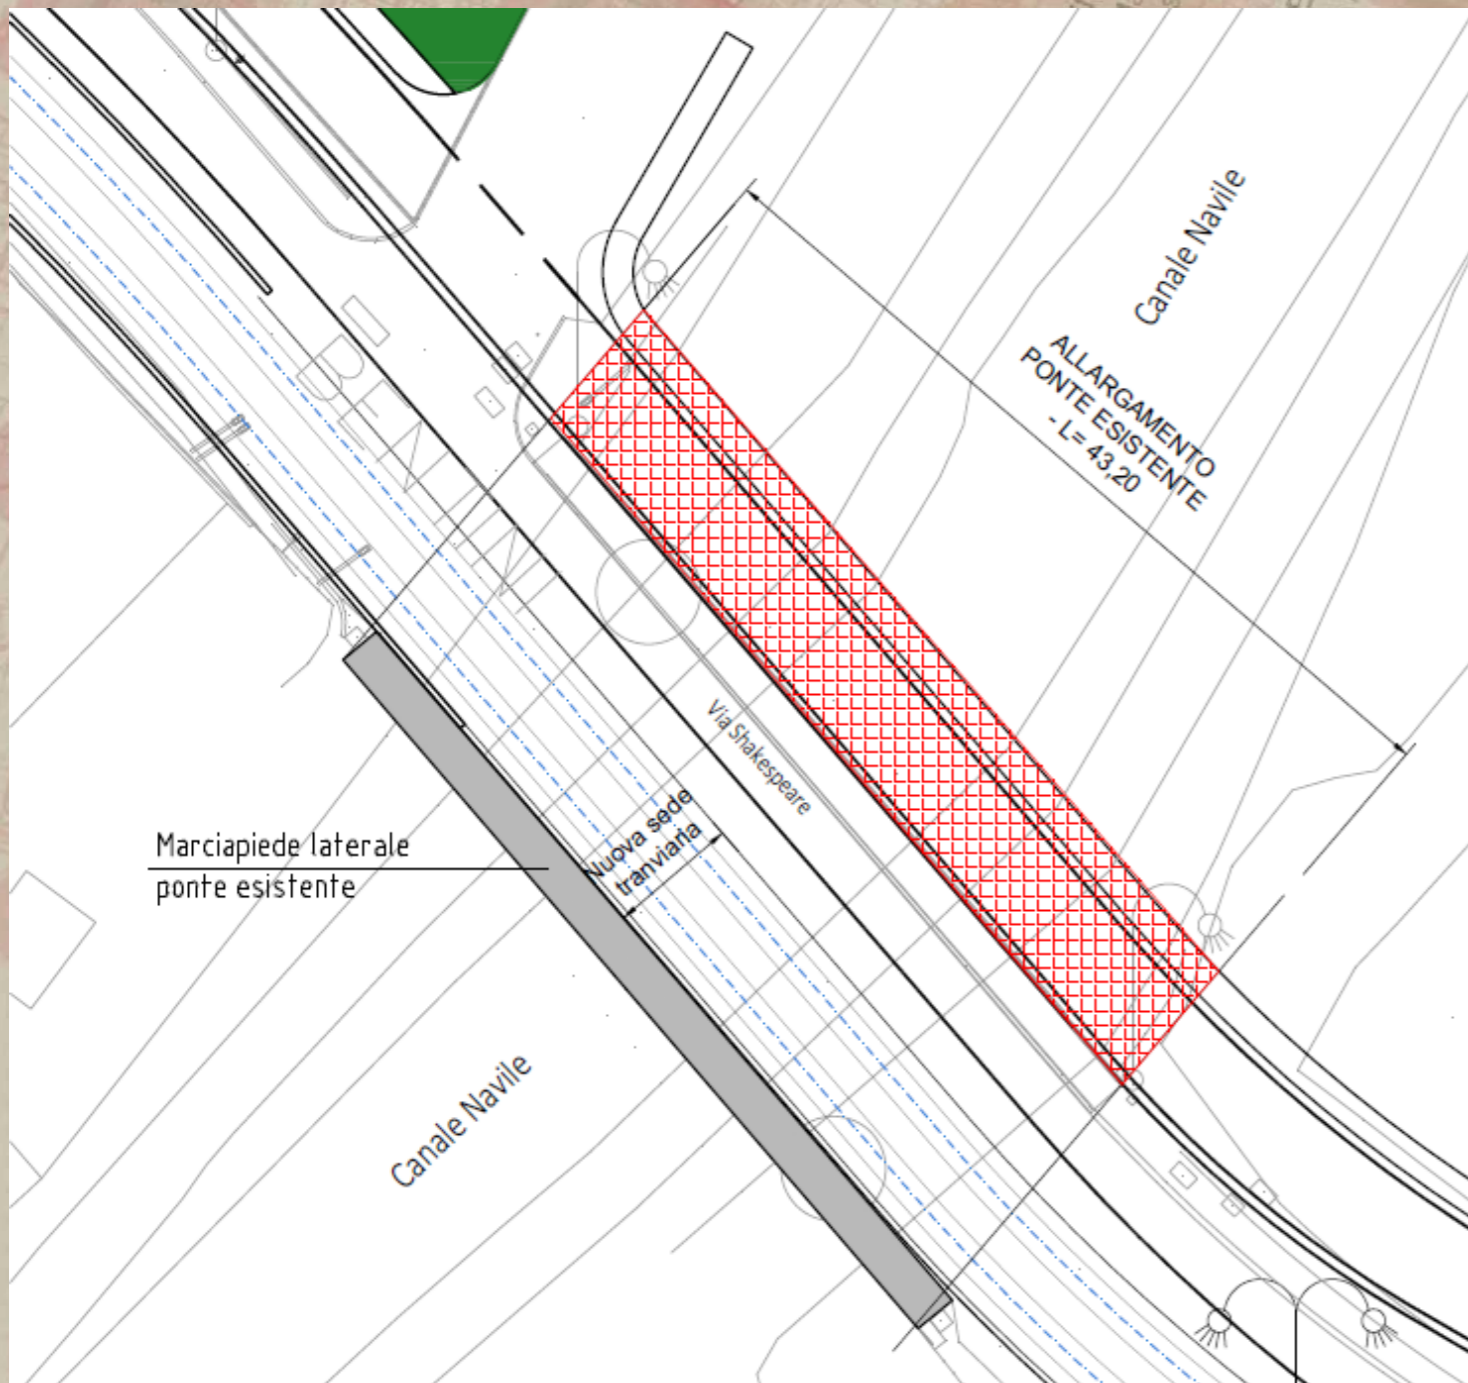 Canale Navile
ALLARGAMENTO
PONTE ESISTENTE
- L= 43,20
Via Shakespeare
Nuova sede
tranviaria
Marciapiede laterale
ponte esistente
Canale Navile